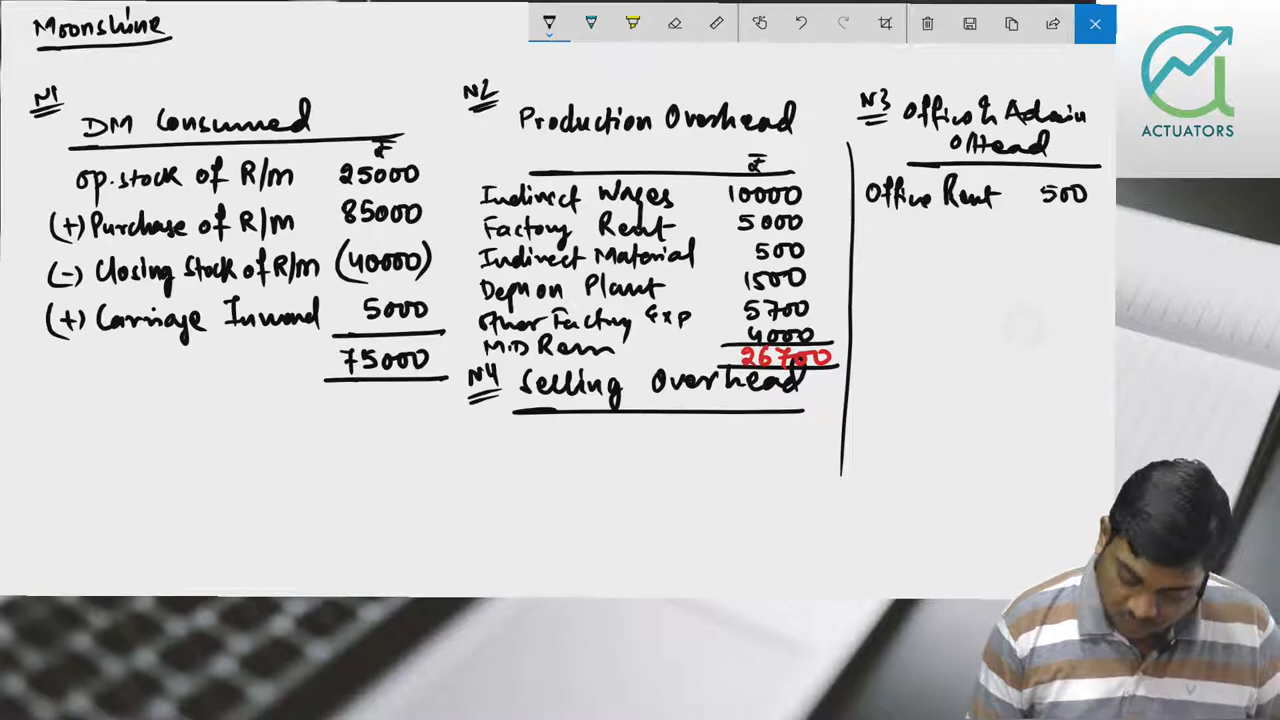 Moonshine
N1
DM Consumed
₹
op. stock of R/m 25000
(+) Purchase of R/m 85000
(-) Closing stock of R/m (40000)
(+) Carriage Inward 5000
75000
N2
Production Overhead
₹
Indirect Wages 10000
Factory Rent 5000
Indirect Material 500
Depn on Plant 1500
Other Factory Exp 5700
M.D Rem 4000
26700
N4 Selling Overhead
N3 Office & Admin
O/Head
Office Rent 500
ACTUATORS